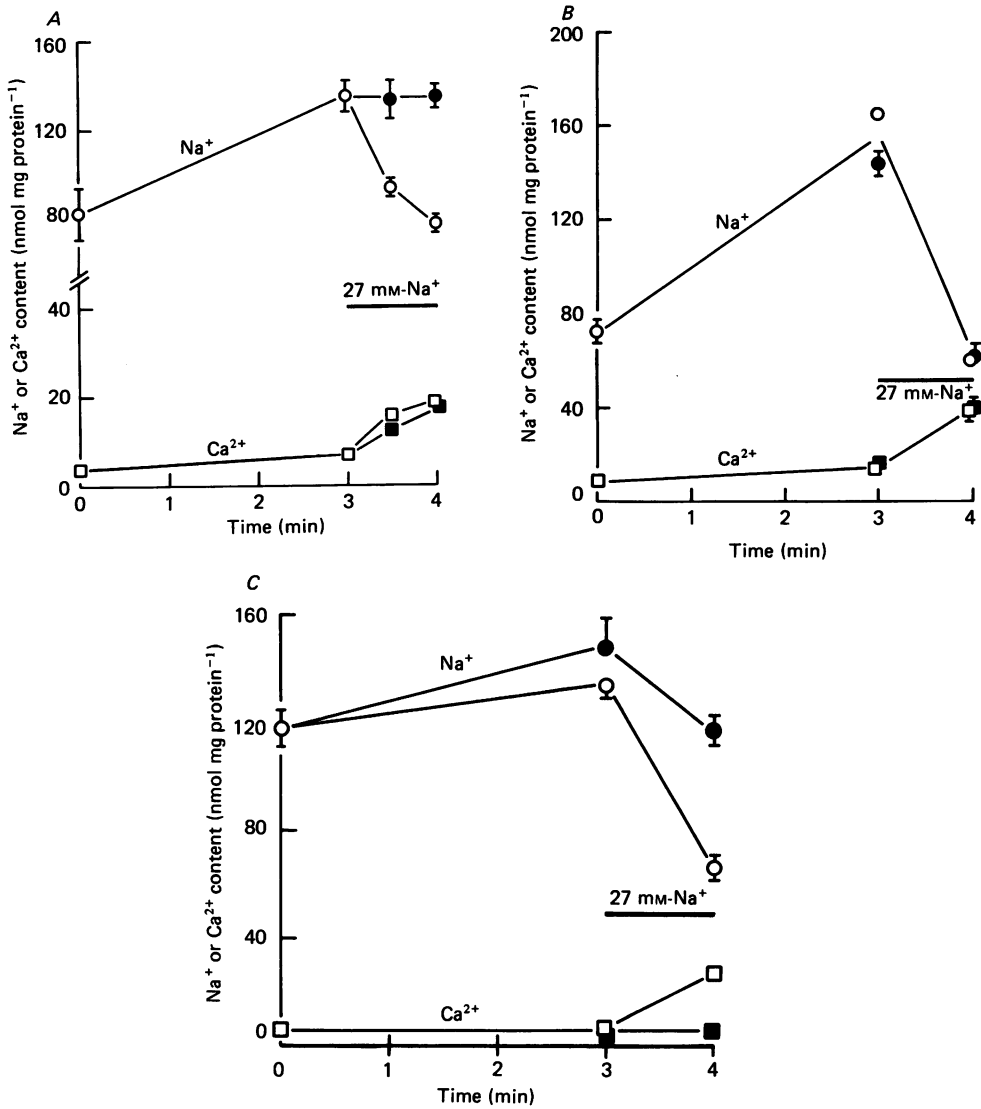 A
Na⁺ or Ca²⁺ content (nmol mg protein⁻¹)
160
120
80
40
20
0
Na⁺
27 mM-Na⁺
Ca²⁺
0
1
2
3
4
Time (min)
B
Na⁺ or Ca²⁺ content (nmol mg protein⁻¹)
200
160
120
80
40
0
Na⁺
27 mM-Na⁺
Ca²⁺
0
1
2
3
4
Time (min)
C
Na⁺ or Ca²⁺ content (nmol mg protein⁻¹)
160
120
80
40
0
Na⁺
27 mM-Na⁺
Ca²⁺
0
1
2
3
4
Time (min)